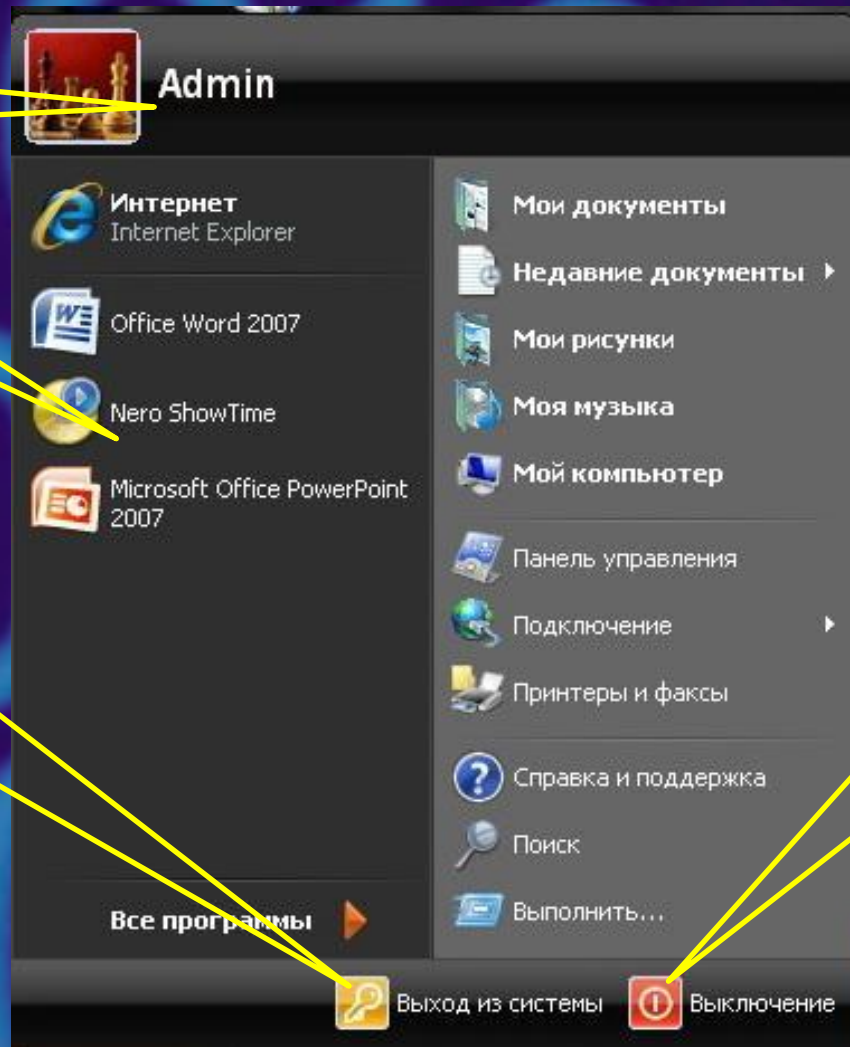 Admin
Интернет
Internet Explorer
Office Word 2007
Nero ShowTime
Microsoft Office PowerPoint
2007
Все программы
Мои документы
Недавние документы
Мои рисунки
Моя музыка
Мой компьютер
Панель управления
Подключение
Принтеры и факсы
Справка и поддержка
Поиск
Выполнить...
Выход из системы
Выключение